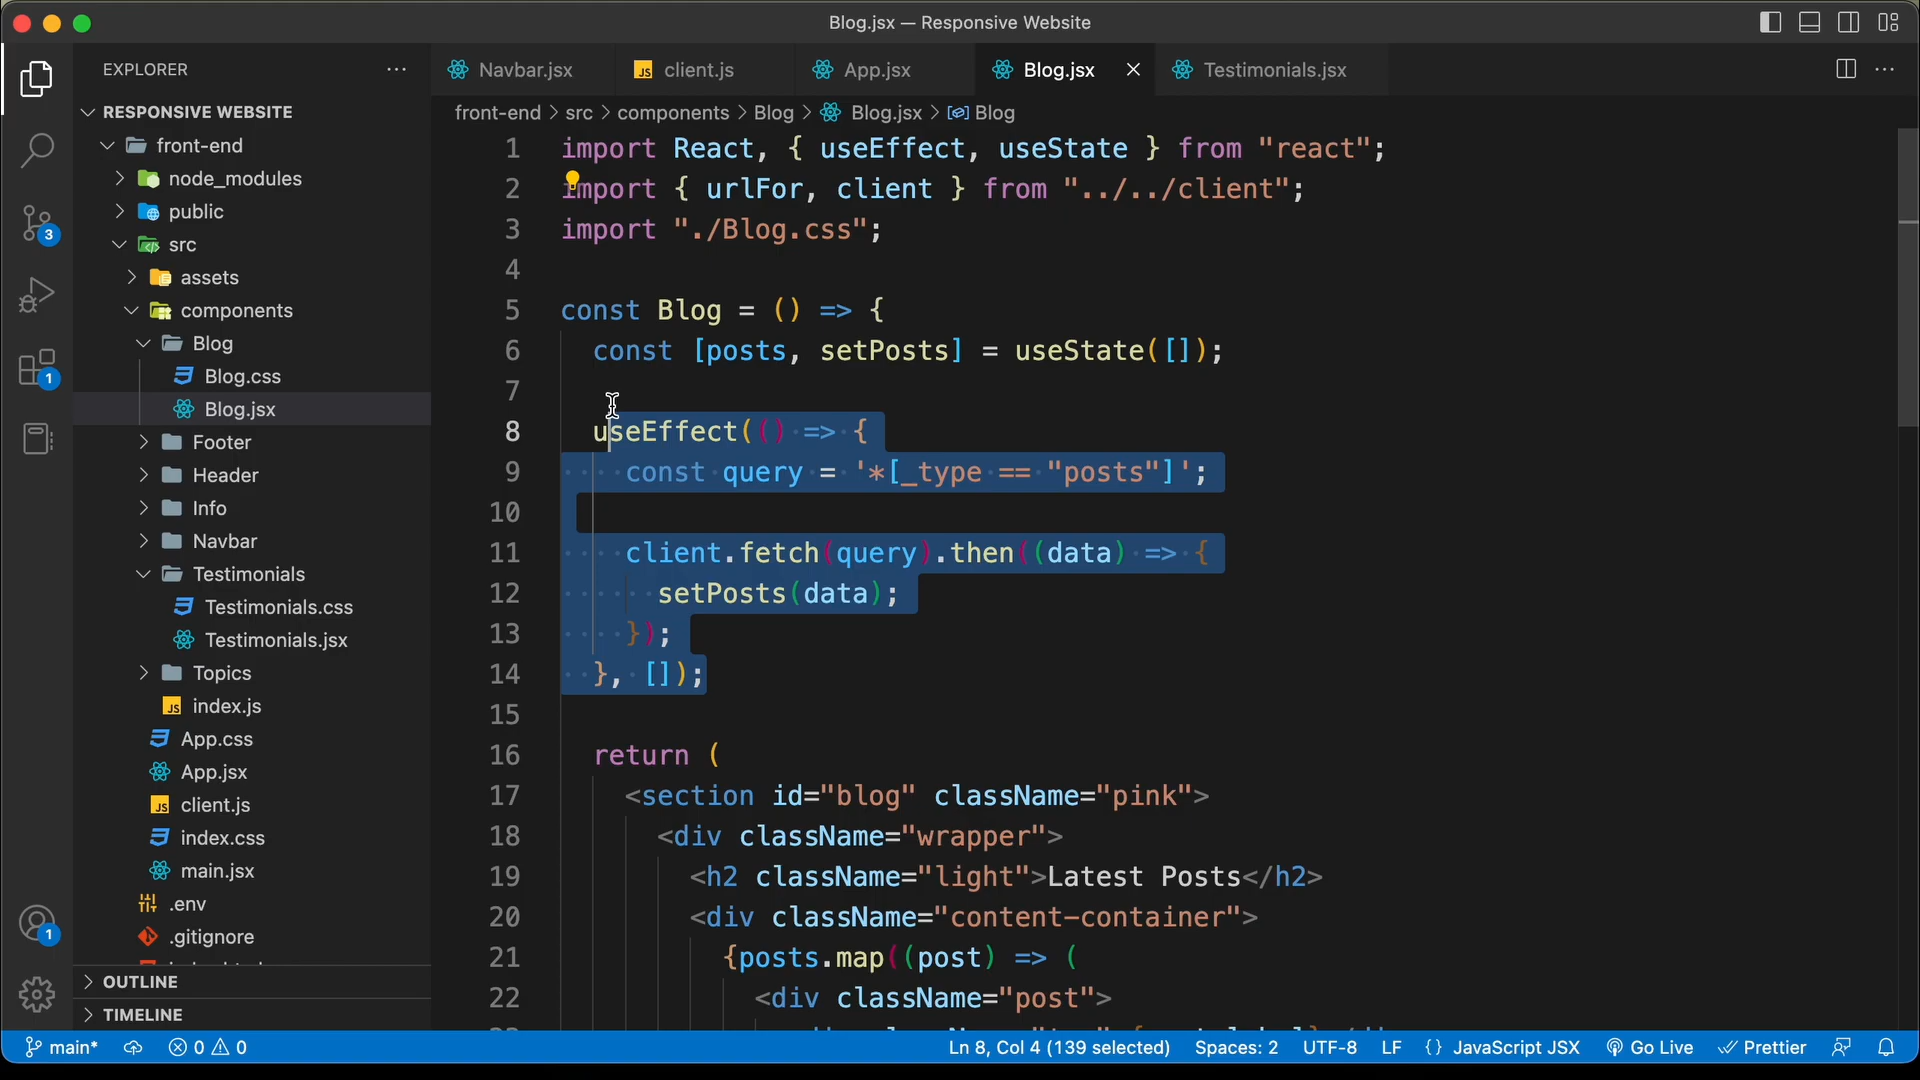 Blog.jsx — Responsive Website
EXPLORER
Navbar.jsx
client.js
App.jsx
Blog.jsx
Testimonials.jsx
RESPONSIVE WEBSITE
front-end
node_modules
public
src
assets
components
Blog
Blog.css
Blog.jsx
Footer
Header
Info
Navbar
Testimonials
Testimonials.css
Testimonials.jsx
Topics
index.js
App.css
App.jsx
client.js
index.css
main.jsx
.env
.gitignore
OUTLINE
TIMELINE
3
1
1
front-end > src > components > Blog > Blog.jsx > Blog
1 import React, { useEffect, useState } from "react";
2 import { urlFor, client } from "../../client";
3 import "./Blog.css";
4
5 const Blog = () => {
6 const [posts, setPosts] = useState([]);
7
8 useEffect(() => {
9 const query = '*[_type == "posts"]';
10
11 client.fetch(query).then((data) => {
12 setPosts(data);
13 });
14 }, []);
15
16 return (
17 <section id="blog" className="pink">
18 <div className="wrapper">
19 <h2 className="light">Latest Posts</h2>
20 <div className="content-container">
21 {posts.map((post) => (
22 <div className="post">
main* 0 0 Ln 8, Col 4 (139 selected) Spaces: 2 UTF-8 LF {} JavaScript JSX Go Live Prettier